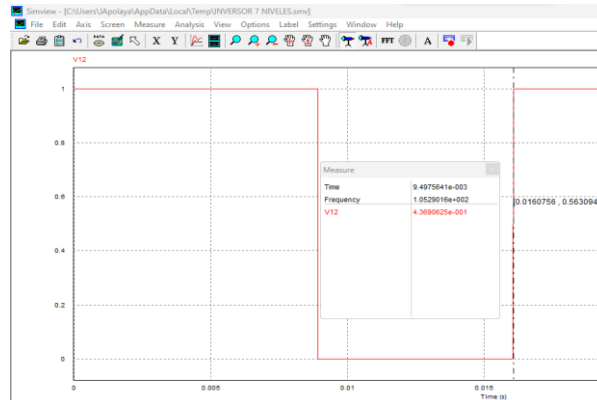 Simview - [C:\Users\JApolaya\AppData\Local\Temp\INVERSOR 7 NIVELES.smv]
File Edit Axis Screen Measure Analysis View Options Label Settings Window Help
X Y FFT A
V12
1
0.8
Measure
Time 9.4975641e-003
Frequency 1.0529016e+002
V12 4.3690625e-001
0.6
[0.0160756 , 0.563094
0.4
0.2
0
0 0.005 0.01 0.015
Time (s)